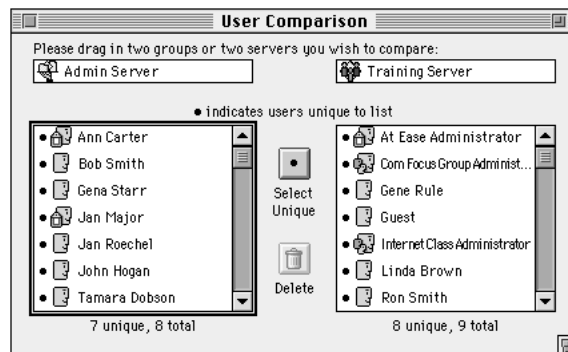 User Comparison
Please drag in two groups or two servers you wish to compare:
Admin Server
Training Server
• indicates users unique to list
• Ann Carter
• Bob Smith
• Gena Starr
• Jan Major
• Jan Roechel
• John Hogan
• Tamara Dobson
7 unique, 8 total
Select
Unique
Delete
• At Ease Administrator
• Com Focus Group Administ...
• Gene Rule
• Guest
• Internet Class Administrator
• Linda Brown
• Ron Smith
8 unique, 9 total